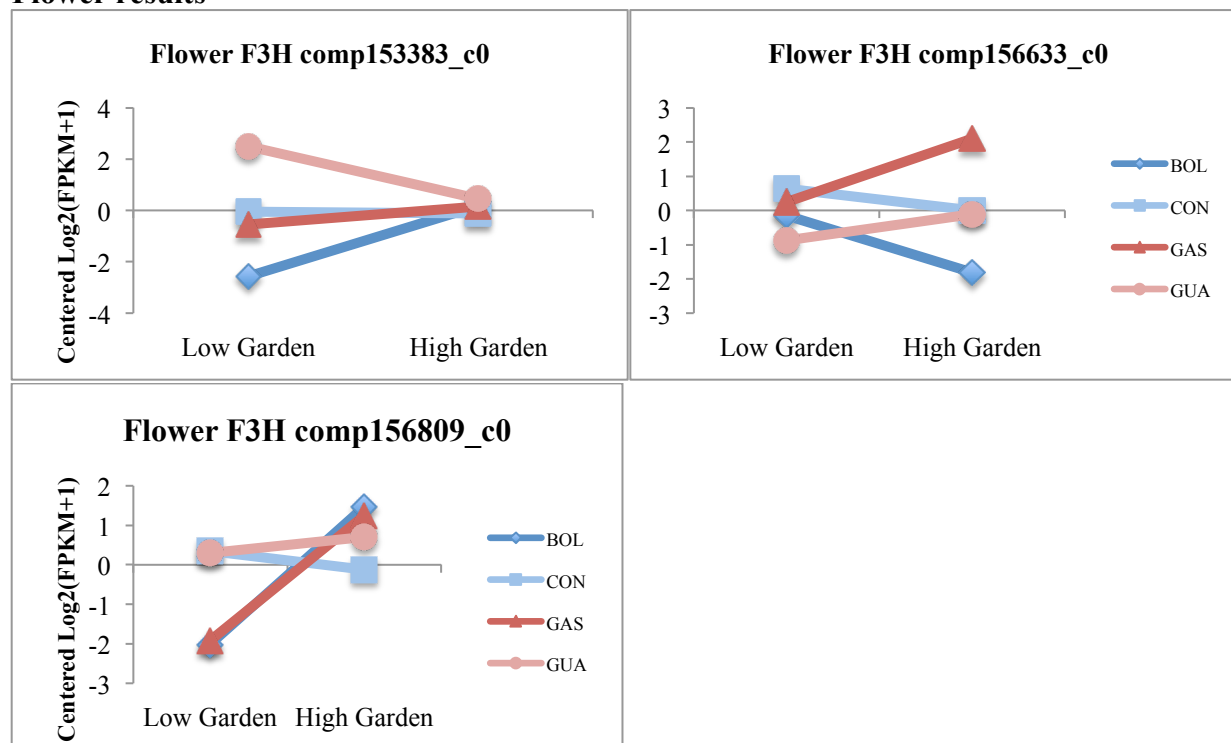 Flower results
Flower F3H comp153383_c0
Centered Log2(FPKM+1)
4
2
0
-2
-4
Low Garden High Garden
Flower F3H comp156633_c0
3
2
1
0
-1
-2
-3
Low Garden High Garden
BOL
CON
GAS
GUA
Flower F3H comp156809_c0
Centered Log2(FPKM+1)
2
1
0
-1
-2
-3
Low Garden High Garden
BOL
CON
GAS
GUA